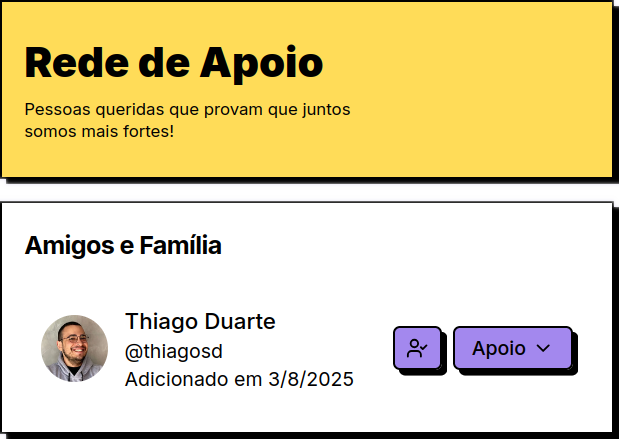 Rede de Apoio
Pessoas queridas que provam que juntos
somos mais fortes!
Amigos e Família
Thiago Duarte
@thiagosd
Adicionado em 3/8/2025
Apoio